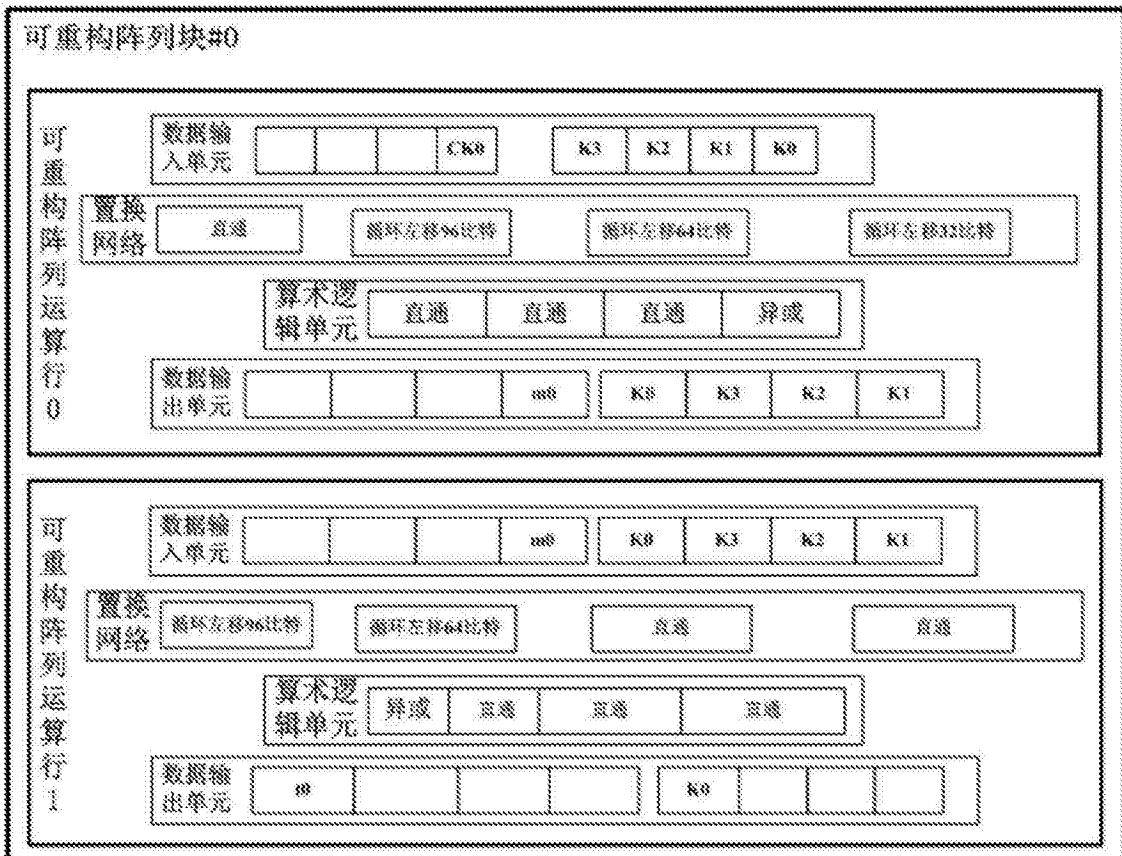 可重构阵列块#0
可重构阵列运算行0
数据输入单元
CK0
K3 K2 K1 K0
置换网络
直通
循环左移96比特
循环左移64比特
循环左移32比特
算术逻辑单元
直通 直通 直通 异或
数据输出单元
m0
K0 K3 K2 K1
可重构阵列运算行1
数据输入单元
m0
K0 K3 K2 K1
置换网络
循环左移96比特
循环左移64比特
直通
直通
算术逻辑单元
异或 直通 直通 直通
数据输出单元
t0
K0